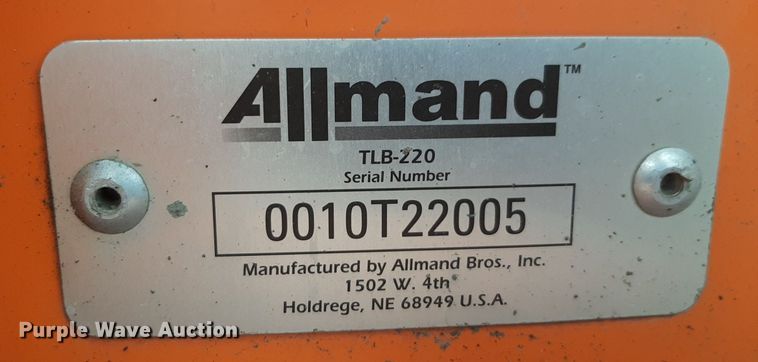 Allmand™
TLB-220
Serial Number
0010T22005
Manufactured by Allmand Bros., Inc.
1502 W. 4th
Holdrege, NE 68949 U.S.A.
Purple Wave Auction